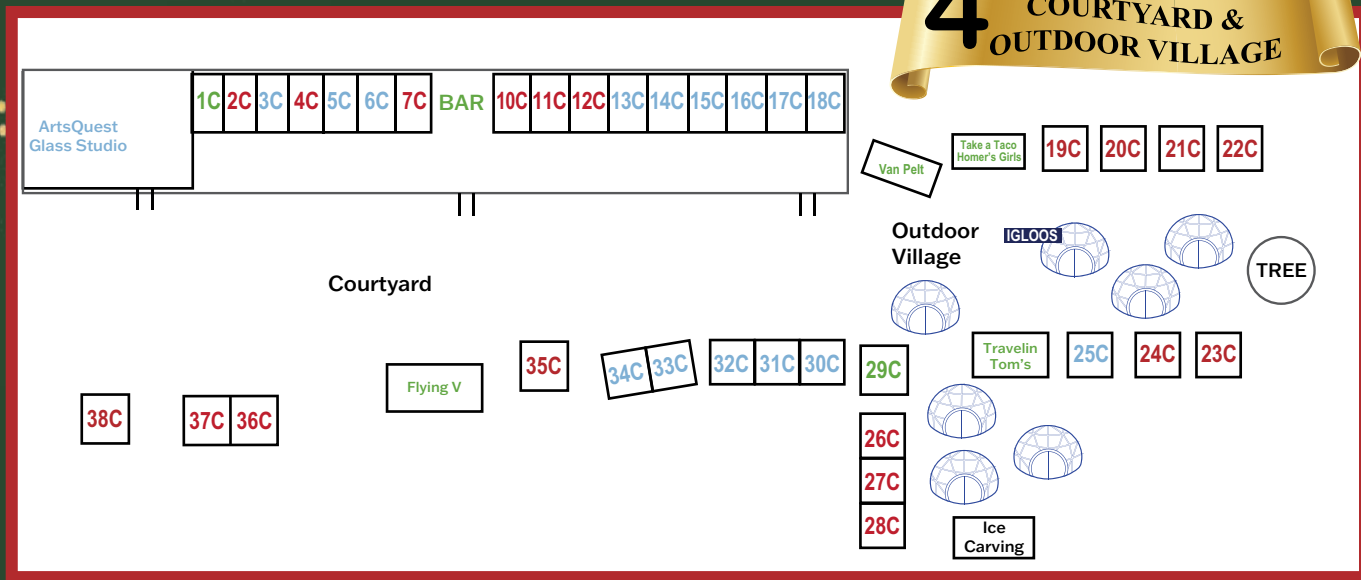 4
COURTYARD &
OUTDOOR VILLAGE
ArtsQuest
Glass Studio
1C 2C 3C 4C 5C 6C 7C BAR 10C 11C 12C 13C 14C 15C 16C 17C 18C
Van Pelt
Take a Taco
Homer's Girls
19C 20C 21C 22C
Outdoor
Village
IGLOOS
TREE
Courtyard
38C
37C 36C
Flying V
35C
34C 33C
32C 31C 30C
29C
Travelin
Tom's
25C 24C 23C
26C
27C
28C
Ice
Carving